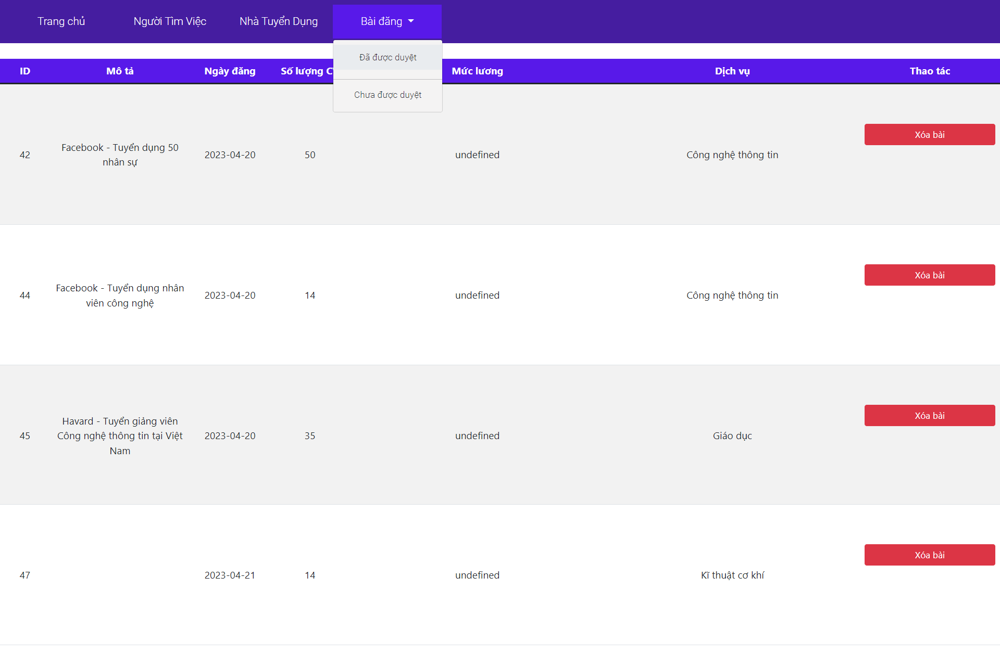 Trang chủ
Người Tìm Việc
Nhà Tuyển Dụng
Bài đăng
Đã được duyệt
Chưa được duyệt
ID
Mô tả
Ngày đăng
Số lượng C
Mức lương
Dịch vụ
Thao tác
42
Facebook - Tuyển dụng 50
nhân sự
2023-04-20
50
undefined
Công nghệ thông tin
Xóa bài
44
Facebook - Tuyển dụng nhân
viên công nghệ
2023-04-20
14
undefined
Công nghệ thông tin
Xóa bài
45
Havard - Tuyển giảng viên
Công nghệ thông tin tại Việt
Nam
2023-04-20
35
undefined
Giáo dục
Xóa bài
47
2023-04-21
14
undefined
Kĩ thuật cơ khí
Xóa bài